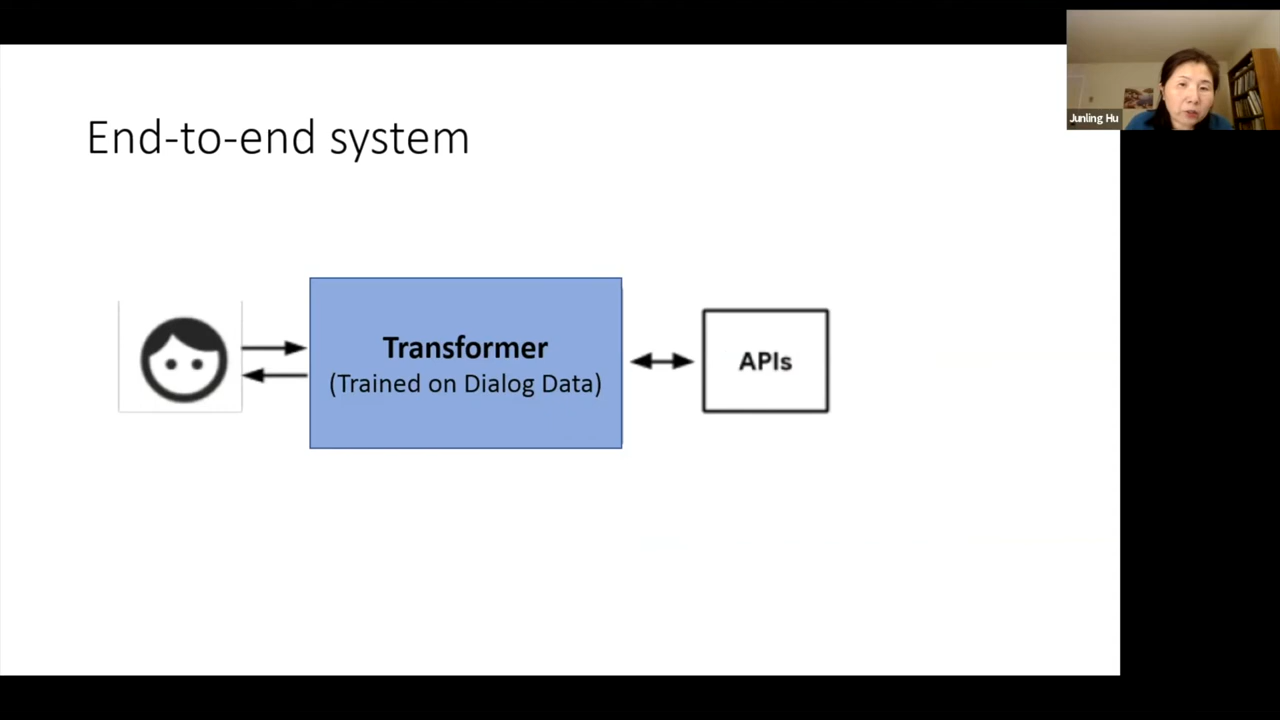 End-to-end system
Transformer
(Trained on Dialog Data)
APIs
Junling Hu